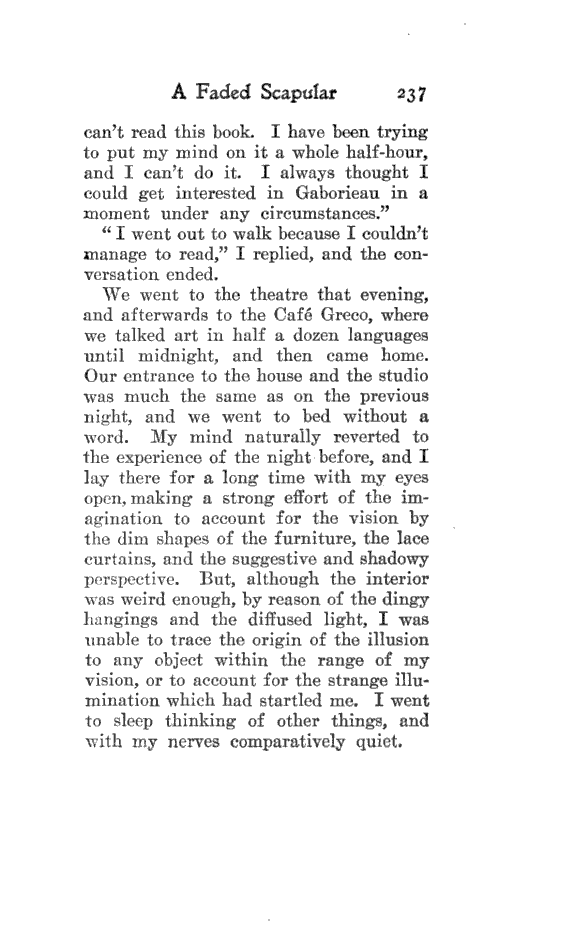 A Faded Scapular 237
can't read this book. I have been trying
to put my mind on it a whole half-hour,
and I can't do it. I always thought I
could get interested in Gaborieau in a
moment under any circumstances."
"I went out to walk because I couldn't
manage to read," I replied, and the con-
versation ended.
We went to the theatre that evening,
and afterwards to the Café Greco, where
we talked art in half a dozen languages
until midnight, and then came home.
Our entrance to the house and the studio
was much the same as on the previous
night, and we went to bed without a
word. My mind naturally reverted to
the experience of the night before, and I
lay there for a long time with my eyes
open, making a strong effort of the im-
agination to account for the vision by
the dim shapes of the furniture, the lace
curtains, and the suggestive and shadowy
perspective. But, although the interior
was weird enough, by reason of the dingy
hangings and the diffused light, I was
unable to trace the origin of the illusion
to any object within the range of my
vision, or to account for the strange illu-
mination which had startled me. I went
to sleep thinking of other things, and
with my nerves comparatively quiet.